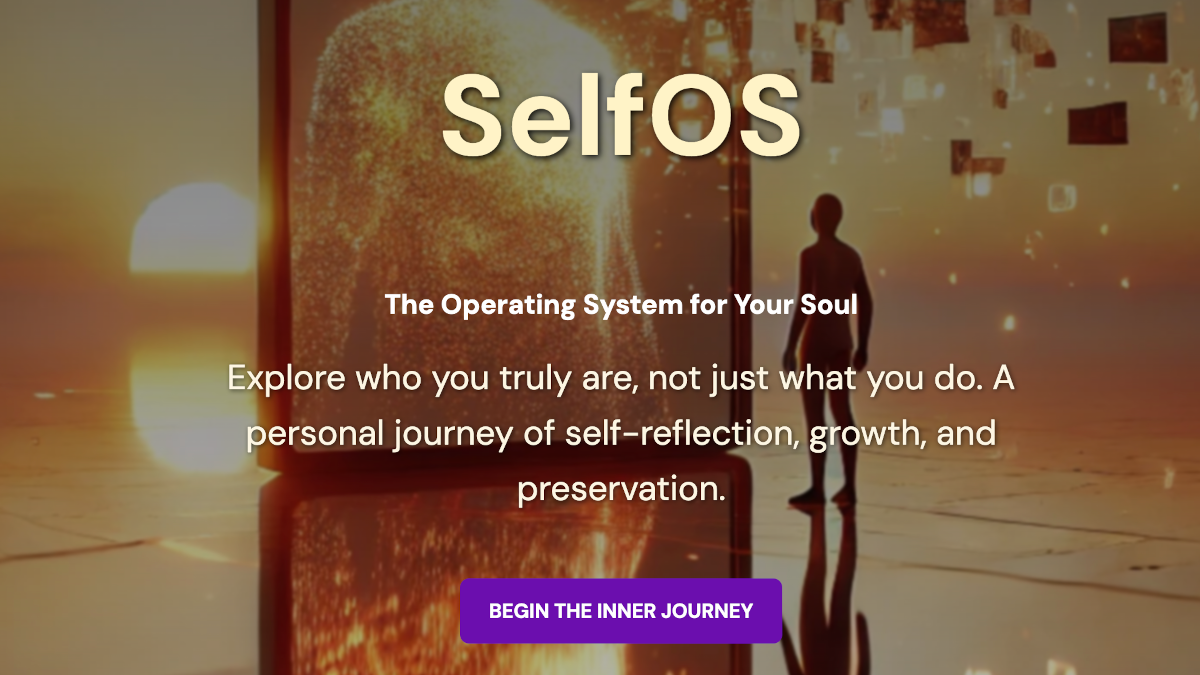 SelfOS
The Operating System for Your Soul
Explore who you truly are, not just what you do. A
personal journey of self-reflection, growth, and
preservation.
BEGIN THE INNER JOURNEY